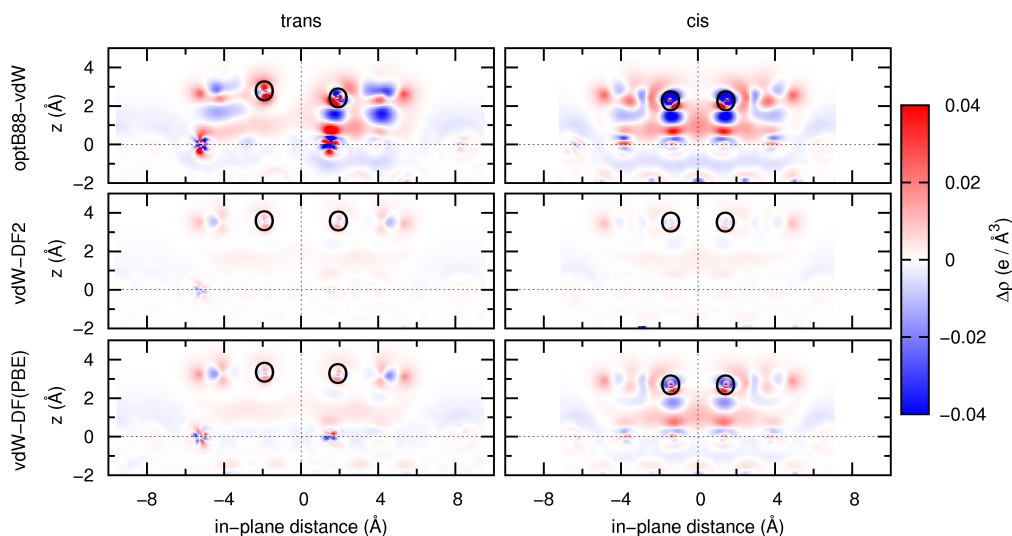 trans cis
optB88−vdW
z (Å)
4
2
0
−2
vdW−DF2
z (Å)
4
2
0
−2
vdW−DF(PBE)
z (Å)
4
2
0
−2
−8 −4 0 4 8
in−plane distance (Å)
−8 −4 0 4 8
in−plane distance (Å)
0.04
0.02
0
−0.02
−0.04
Δρ (e / Å³)